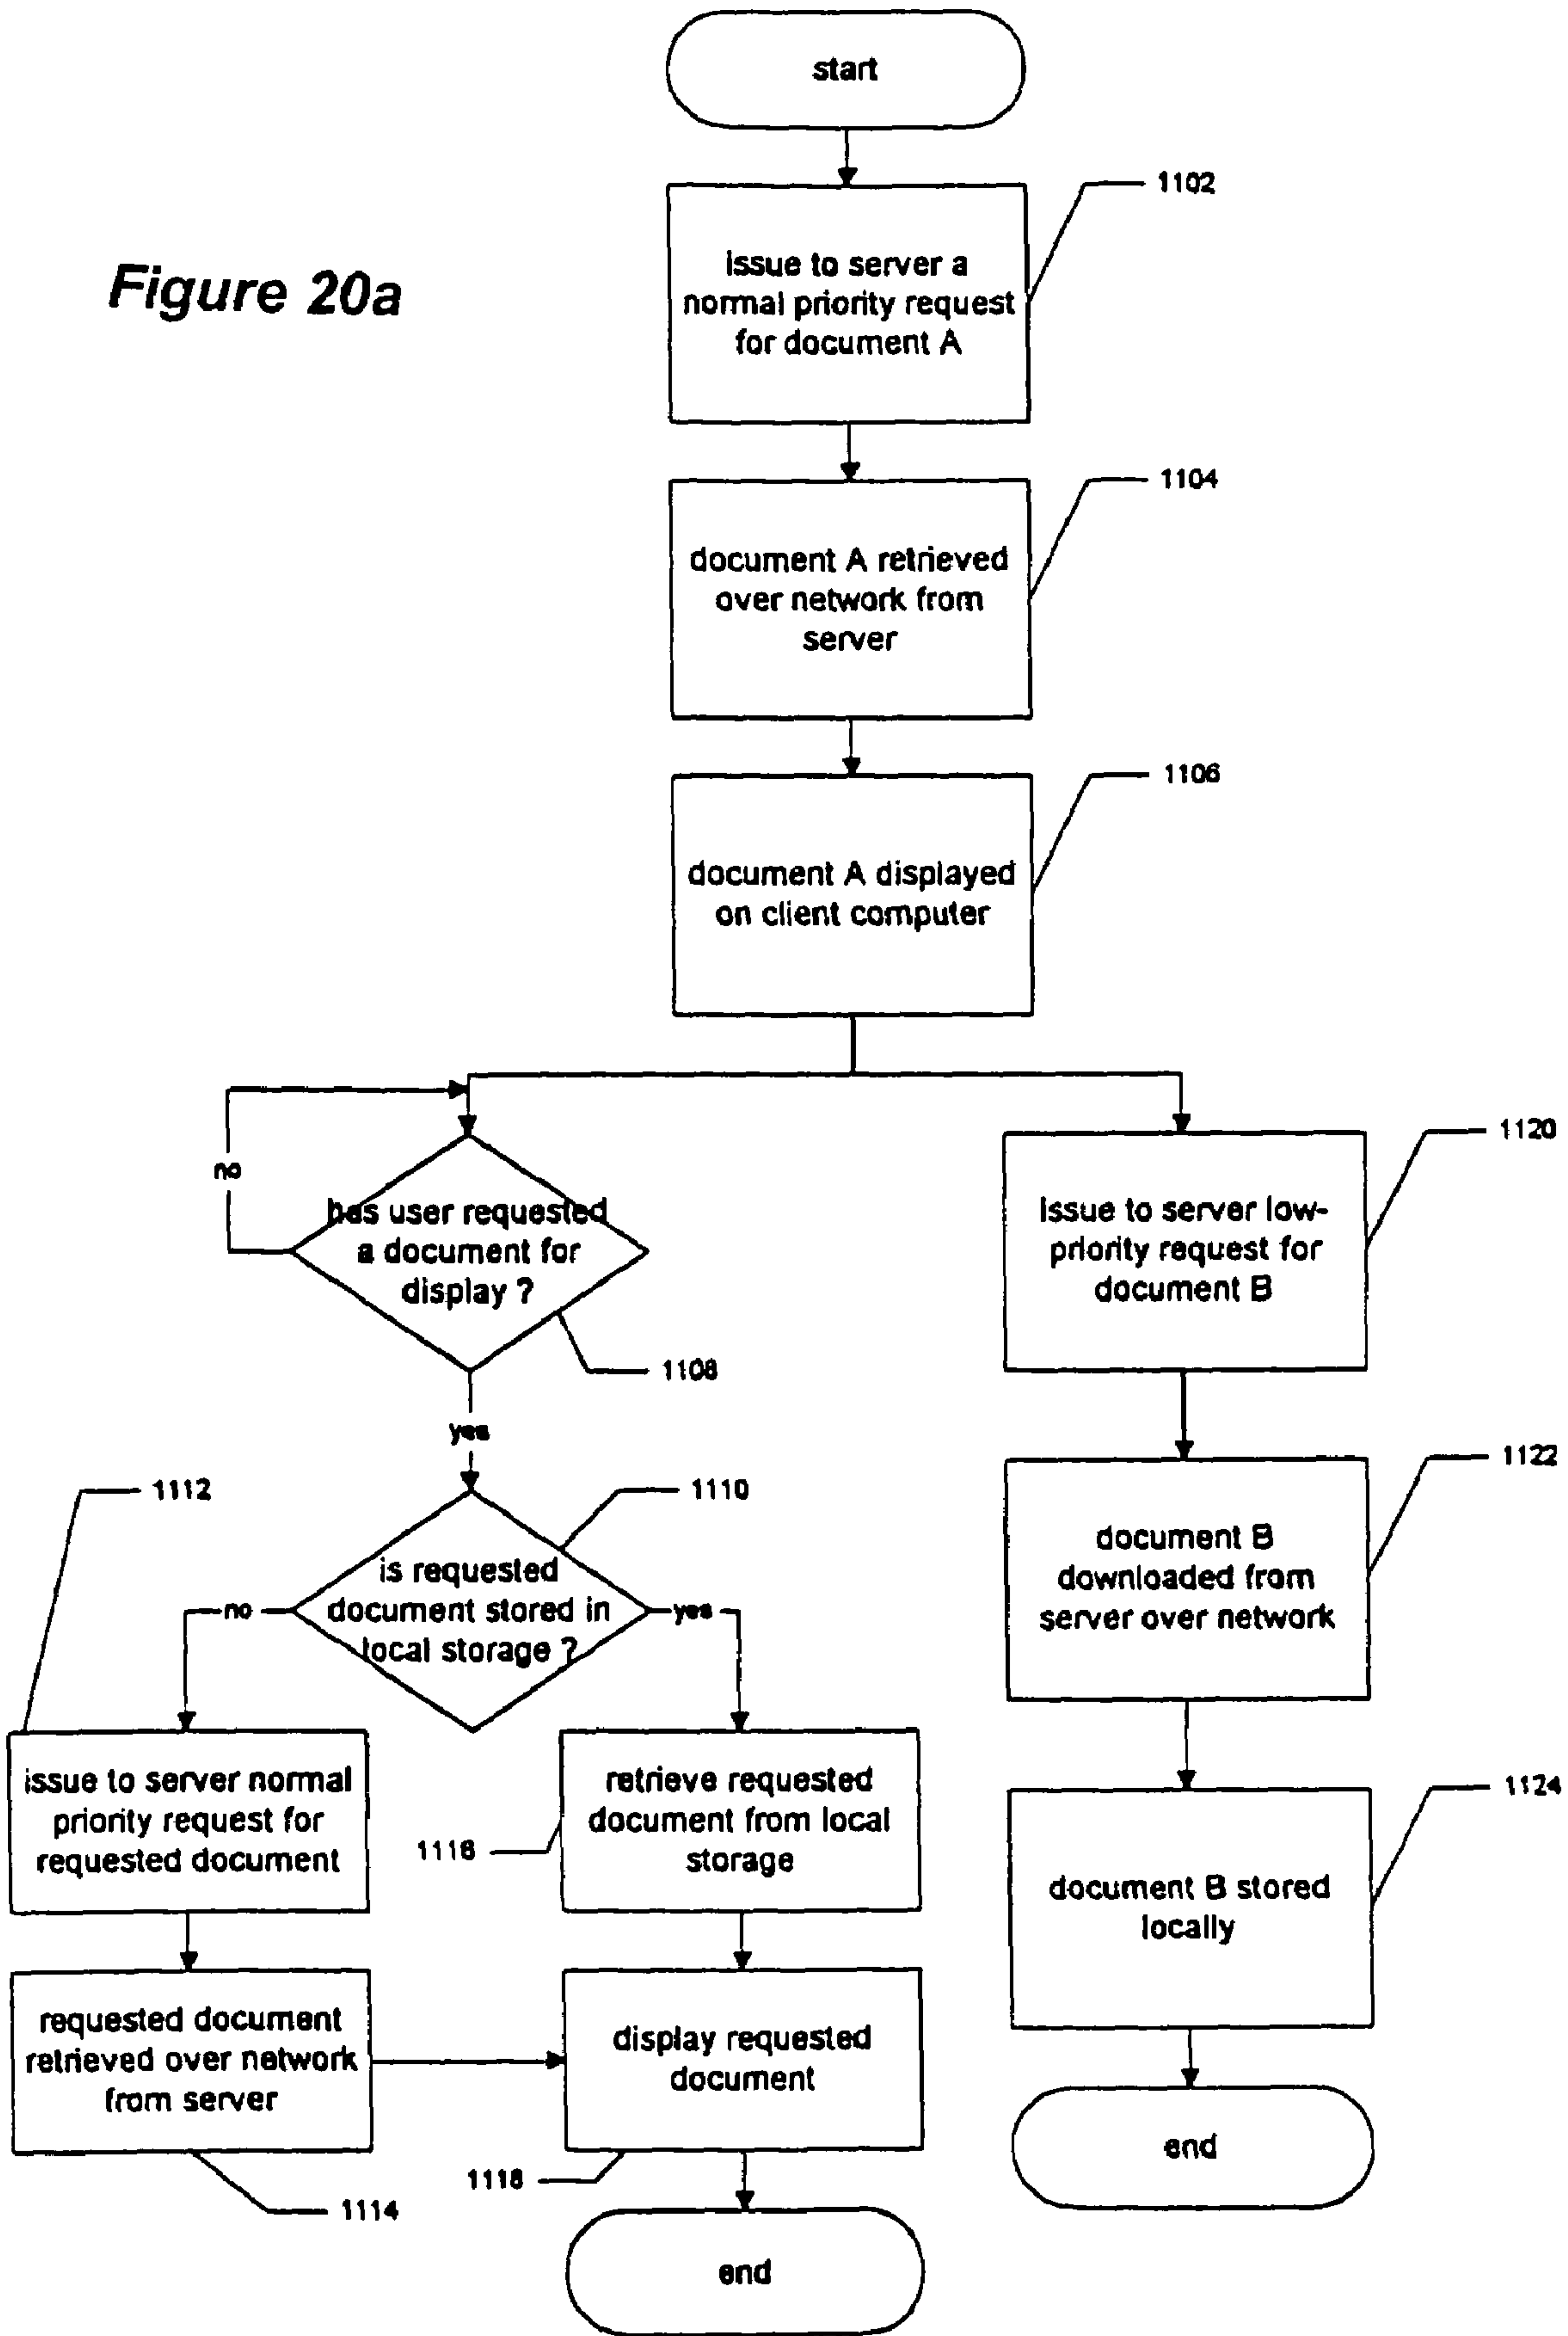 start
1102
issue to server a
normal priority request
for document A
Figure 20a
1104
document A retrieved
over network from
server
1106
document A displayed
on client computer
1120
no
has user requested
a document for
display ?
issue to server low-
priority request for
document B
1108
yes
1122
1112
1110
document B
downloaded from
server over network
is requested
document stored in
local storage ?
no
yes
1124
issue to server normal
priority request for
requested document
retrieve requested
document from local
storage
1116
document B stored
locally
requested document
retrieved over network
from server
display requested
document
end
1118
1114
end